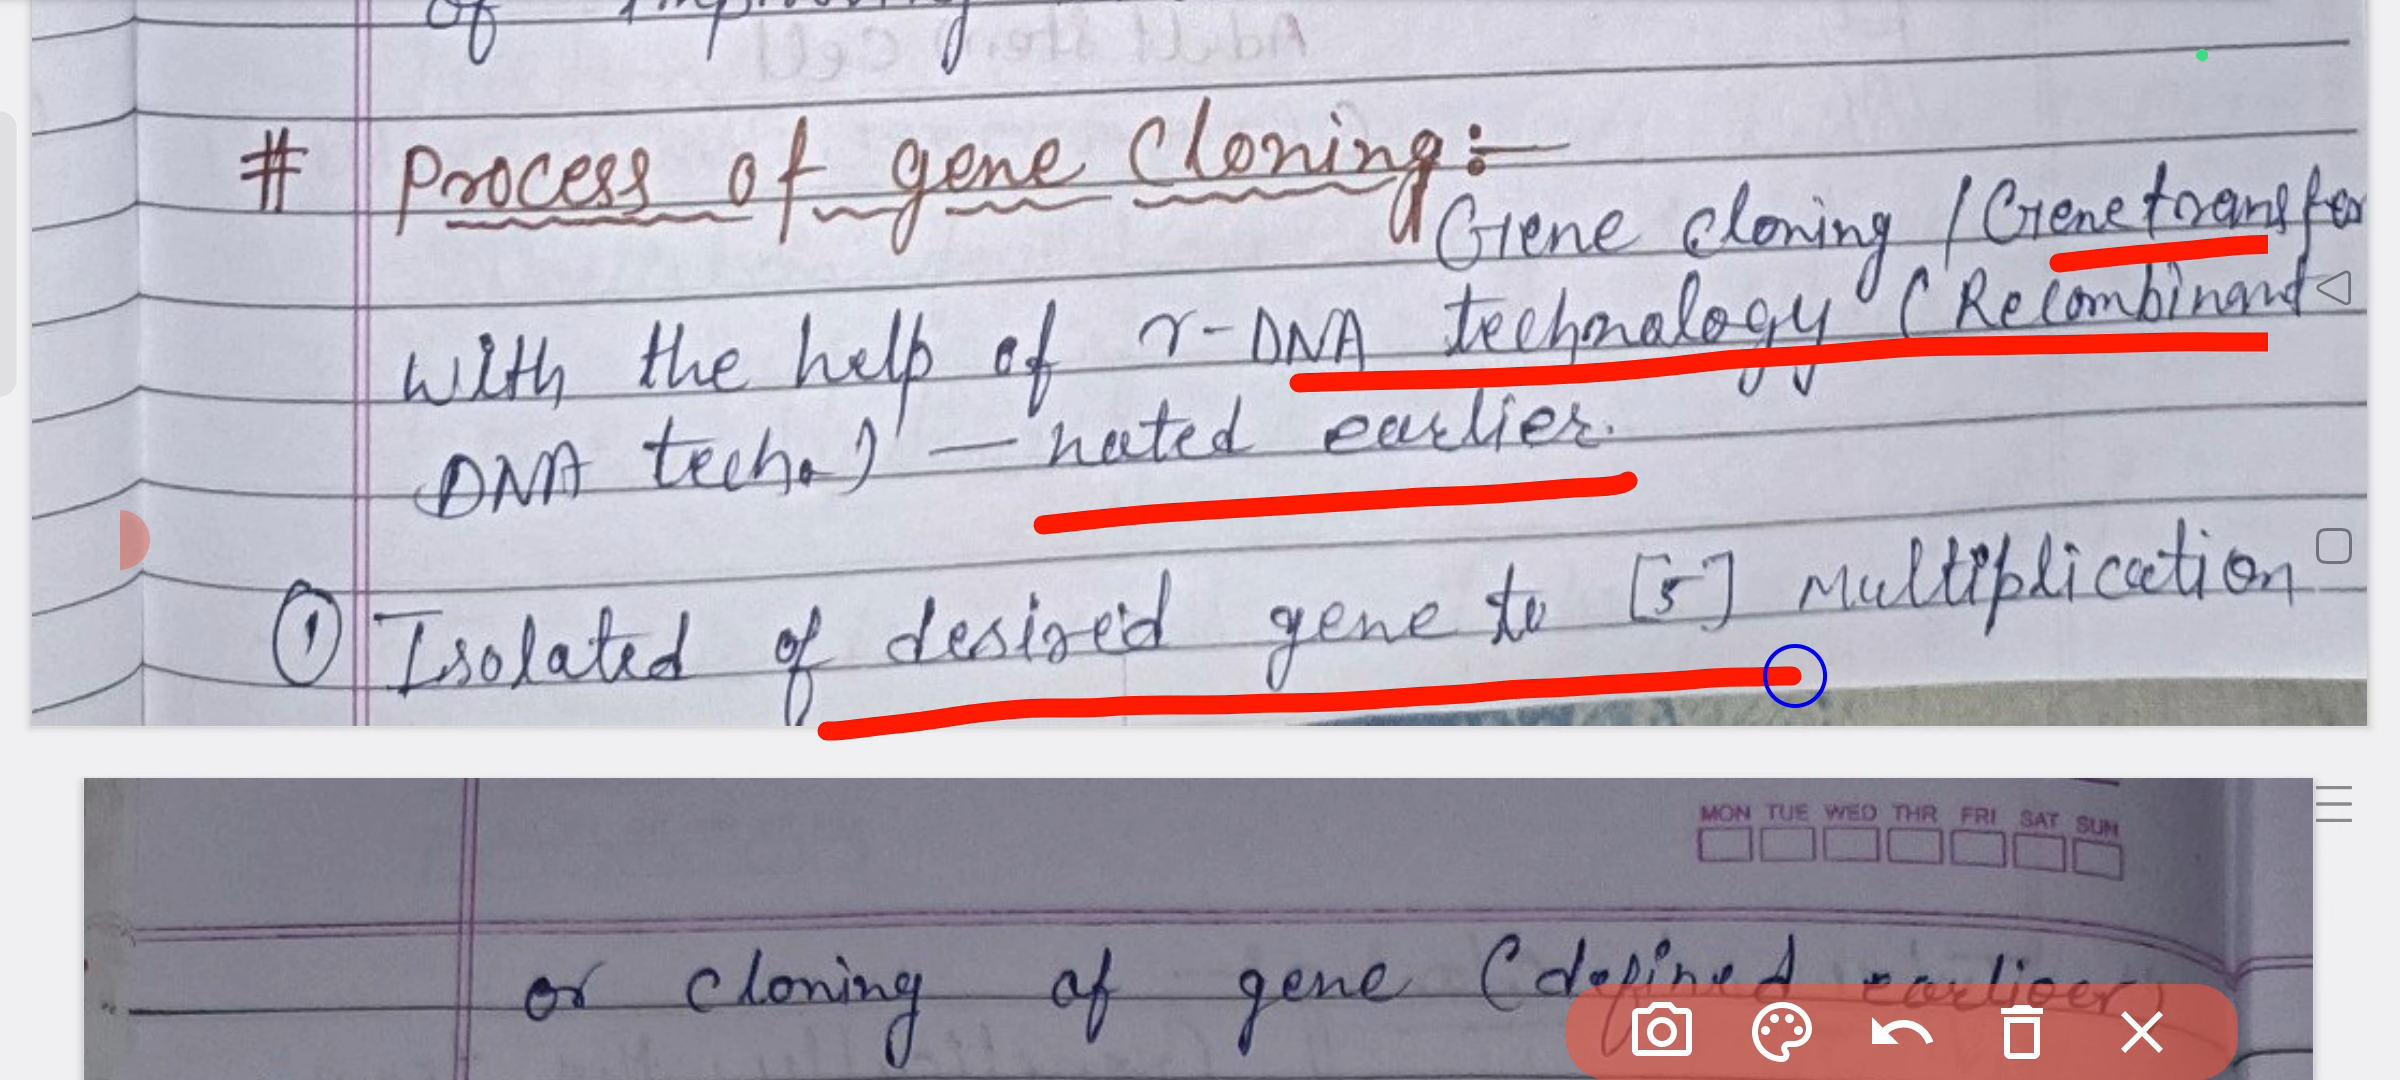 # Process of gene Cloning:-
Gene cloning / Gene transfer
with the help of r-DNA technology (Recombinant
DNA tech.) - noted earlier.
① Isolated of desired gene to [5] Multiplication
MON TUE WED THR FRI SAT SUN
or cloning of gene (defined earlier)